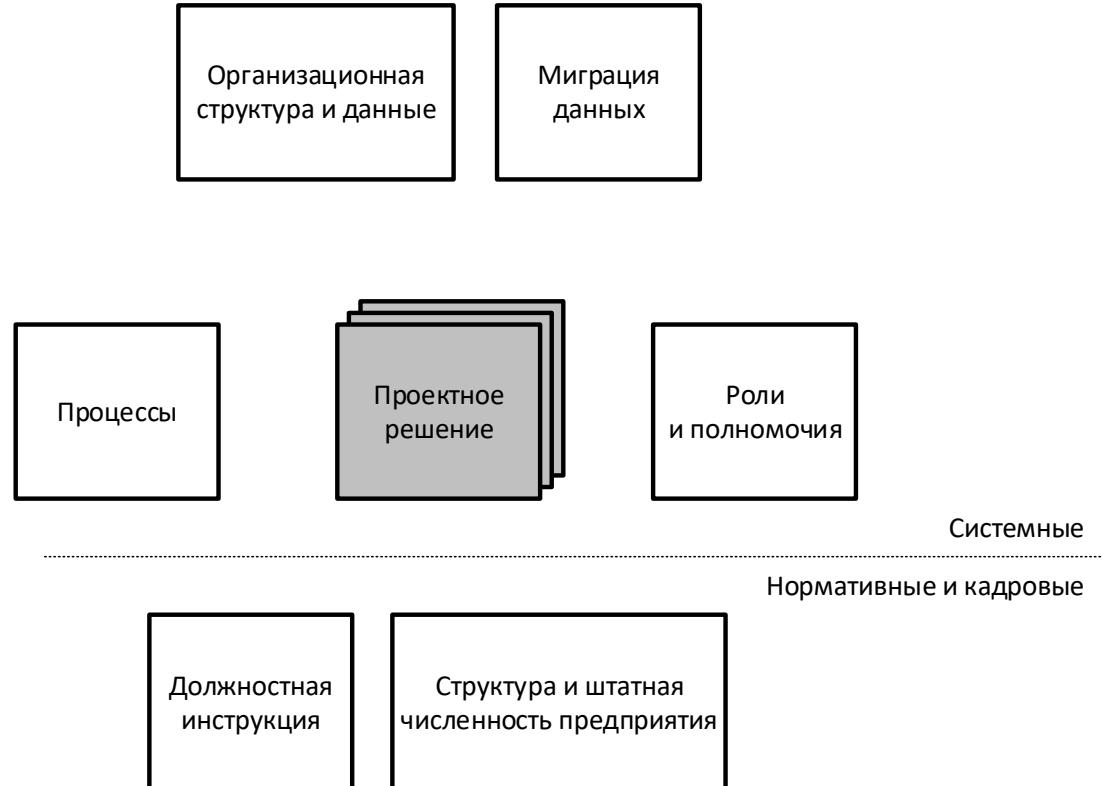 Организационная
структура и данные
Миграция
данных
Процессы
Проектное
решение
Роли
и полномочия
Системные
Нормативные и кадровые
Должностная
инструкция
Структура и штатная
численность предприятия